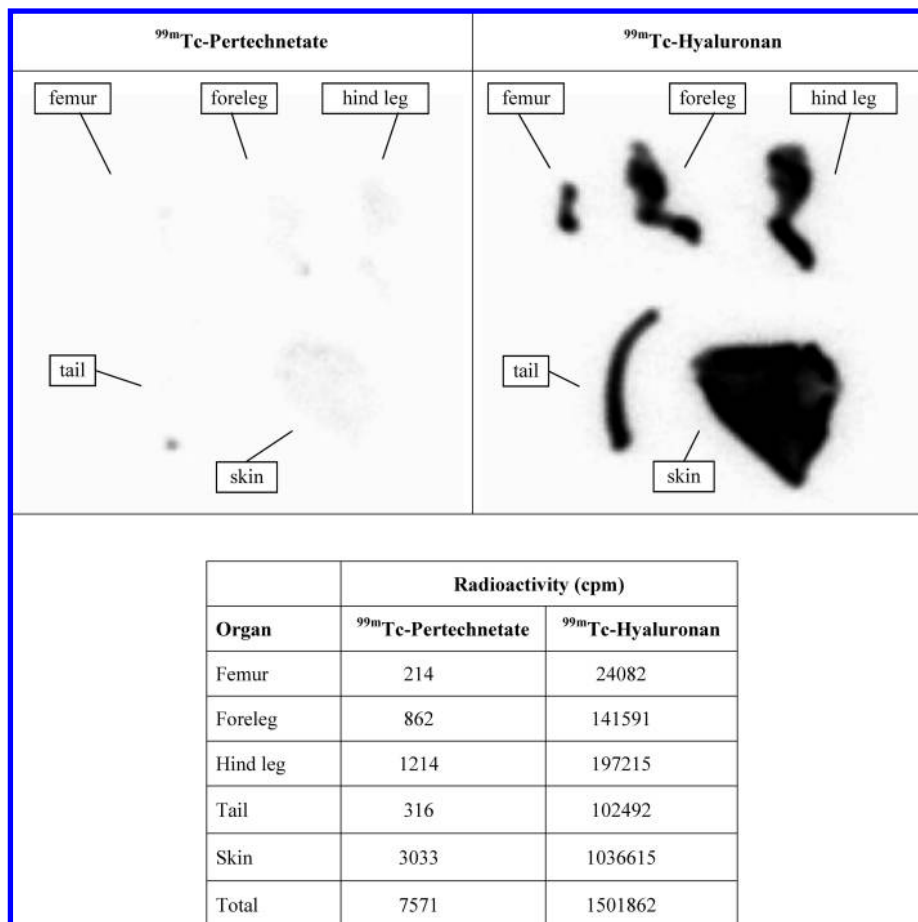 99mTc-Pertechnetate
99mTc-Hyaluronan
femur
foreleg
hind leg
femur
foreleg
hind leg
tail
skin
tail
skin
Radioactivity (cpm)
Organ 99mTc-Pertechnetate 99mTc-Hyaluronan
Femur 214 24082
Foreleg 862 141591
Hind leg 1214 197215
Tail 316 102492
Skin 3033 1036615
Total 7571 1501862